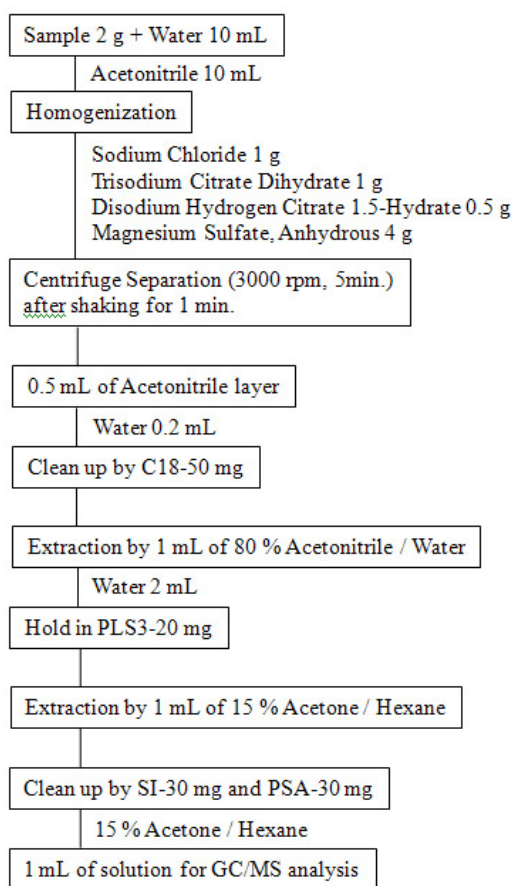 Sample 2 g + Water 10 mL
Acetonitrile 10 mL
Homogenization
Sodium Chloride 1 g
Trisodium Citrate Dihydrate 1 g
Disodium Hydrogen Citrate 1.5-Hydrate 0.5 g
Magnesium Sulfate, Anhydrous 4 g
Centrifuge Separation (3000 rpm, 5min.)
after shaking for 1 min.
0.5 mL of Acetonitrile layer
Water 0.2 mL
Clean up by C18-50 mg
Extraction by 1 mL of 80 % Acetonitrile / Water
Water 2 mL
Hold in PLS3-20 mg
Extraction by 1 mL of 15 % Acetone / Hexane
Clean up by SI-30 mg and PSA-30 mg
15 % Acetone / Hexane
1 mL of solution for GC/MS analysis